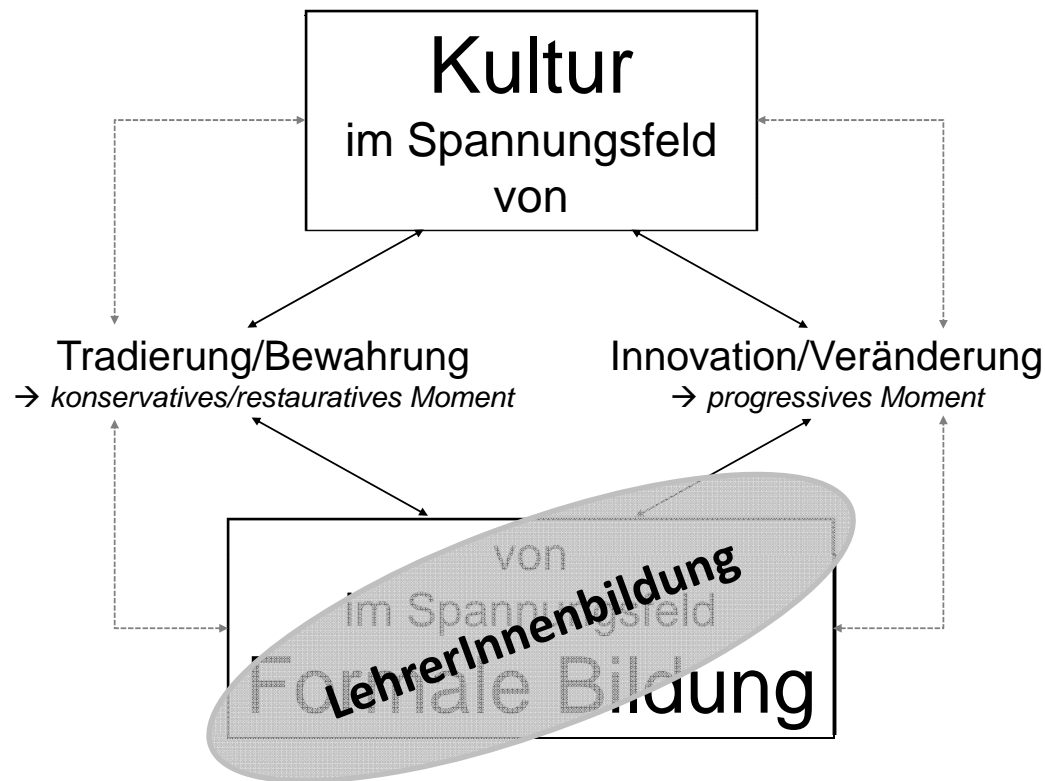 Kultur
im Spannungsfeld
von
Tradierung/Bewahrung
→ konservatives/restauratives Moment
Innovation/Veränderung
→ progressives Moment
von
im Spannungsfeld
Formale Bildung
LehrerInnenbildung